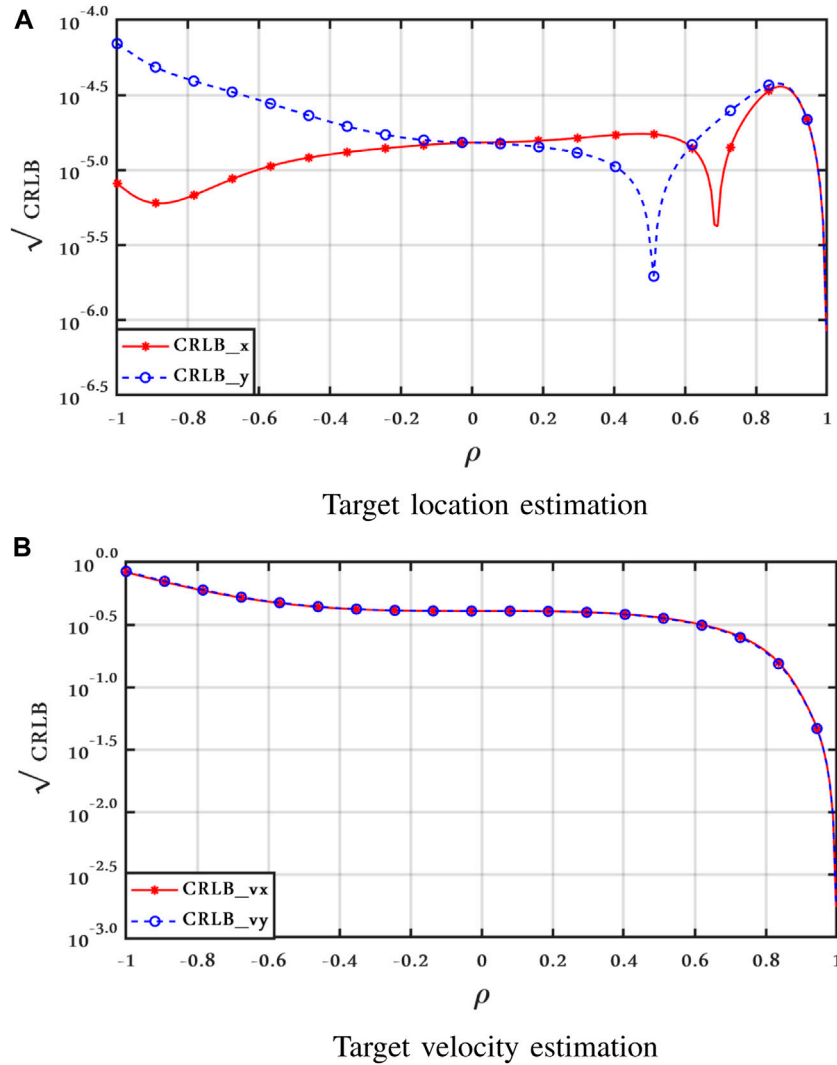 A
10^-4.0
10^-4.5
10^-5.0
10^-5.5
10^-6.0
10^-6.5
√CRLB
CRLB_x
CRLB_y
-1 -0.8 -0.6 -0.4 -0.2 0 0.2 0.4 0.6 0.8 1
ρ
Target location estimation
B
10^0.0
10^-0.5
10^-1.0
10^-1.5
10^-2.0
10^-2.5
10^-3.0
√CRLB
CRLB_vx
CRLB_vy
-1 -0.8 -0.6 -0.4 -0.2 0 0.2 0.4 0.6 0.8 1
ρ
Target velocity estimation